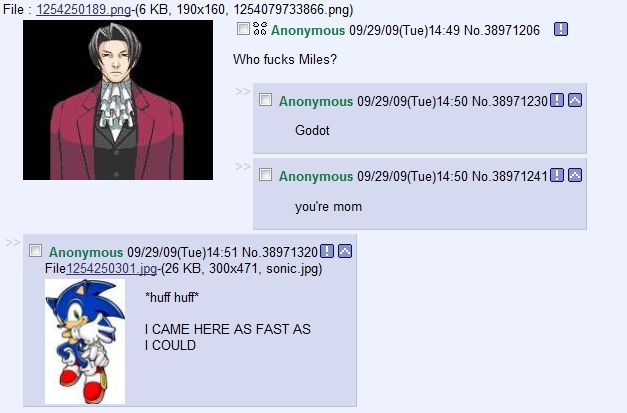 File : 1254250189.png-(6 KB, 190x160, 1254079733866.png)
Anonymous 09/29/09(Tue)14:49 No.38971206
Who fucks Miles?
>> Anonymous 09/29/09(Tue)14:50 No.38971230
Godot
>> Anonymous 09/29/09(Tue)14:50 No.38971241
you're mom
>> Anonymous 09/29/09(Tue)14:51 No.38971320
File1254250301.jpg-(26 KB, 300x471, sonic.jpg)
*huff huff*
I CAME HERE AS FAST AS
I COULD